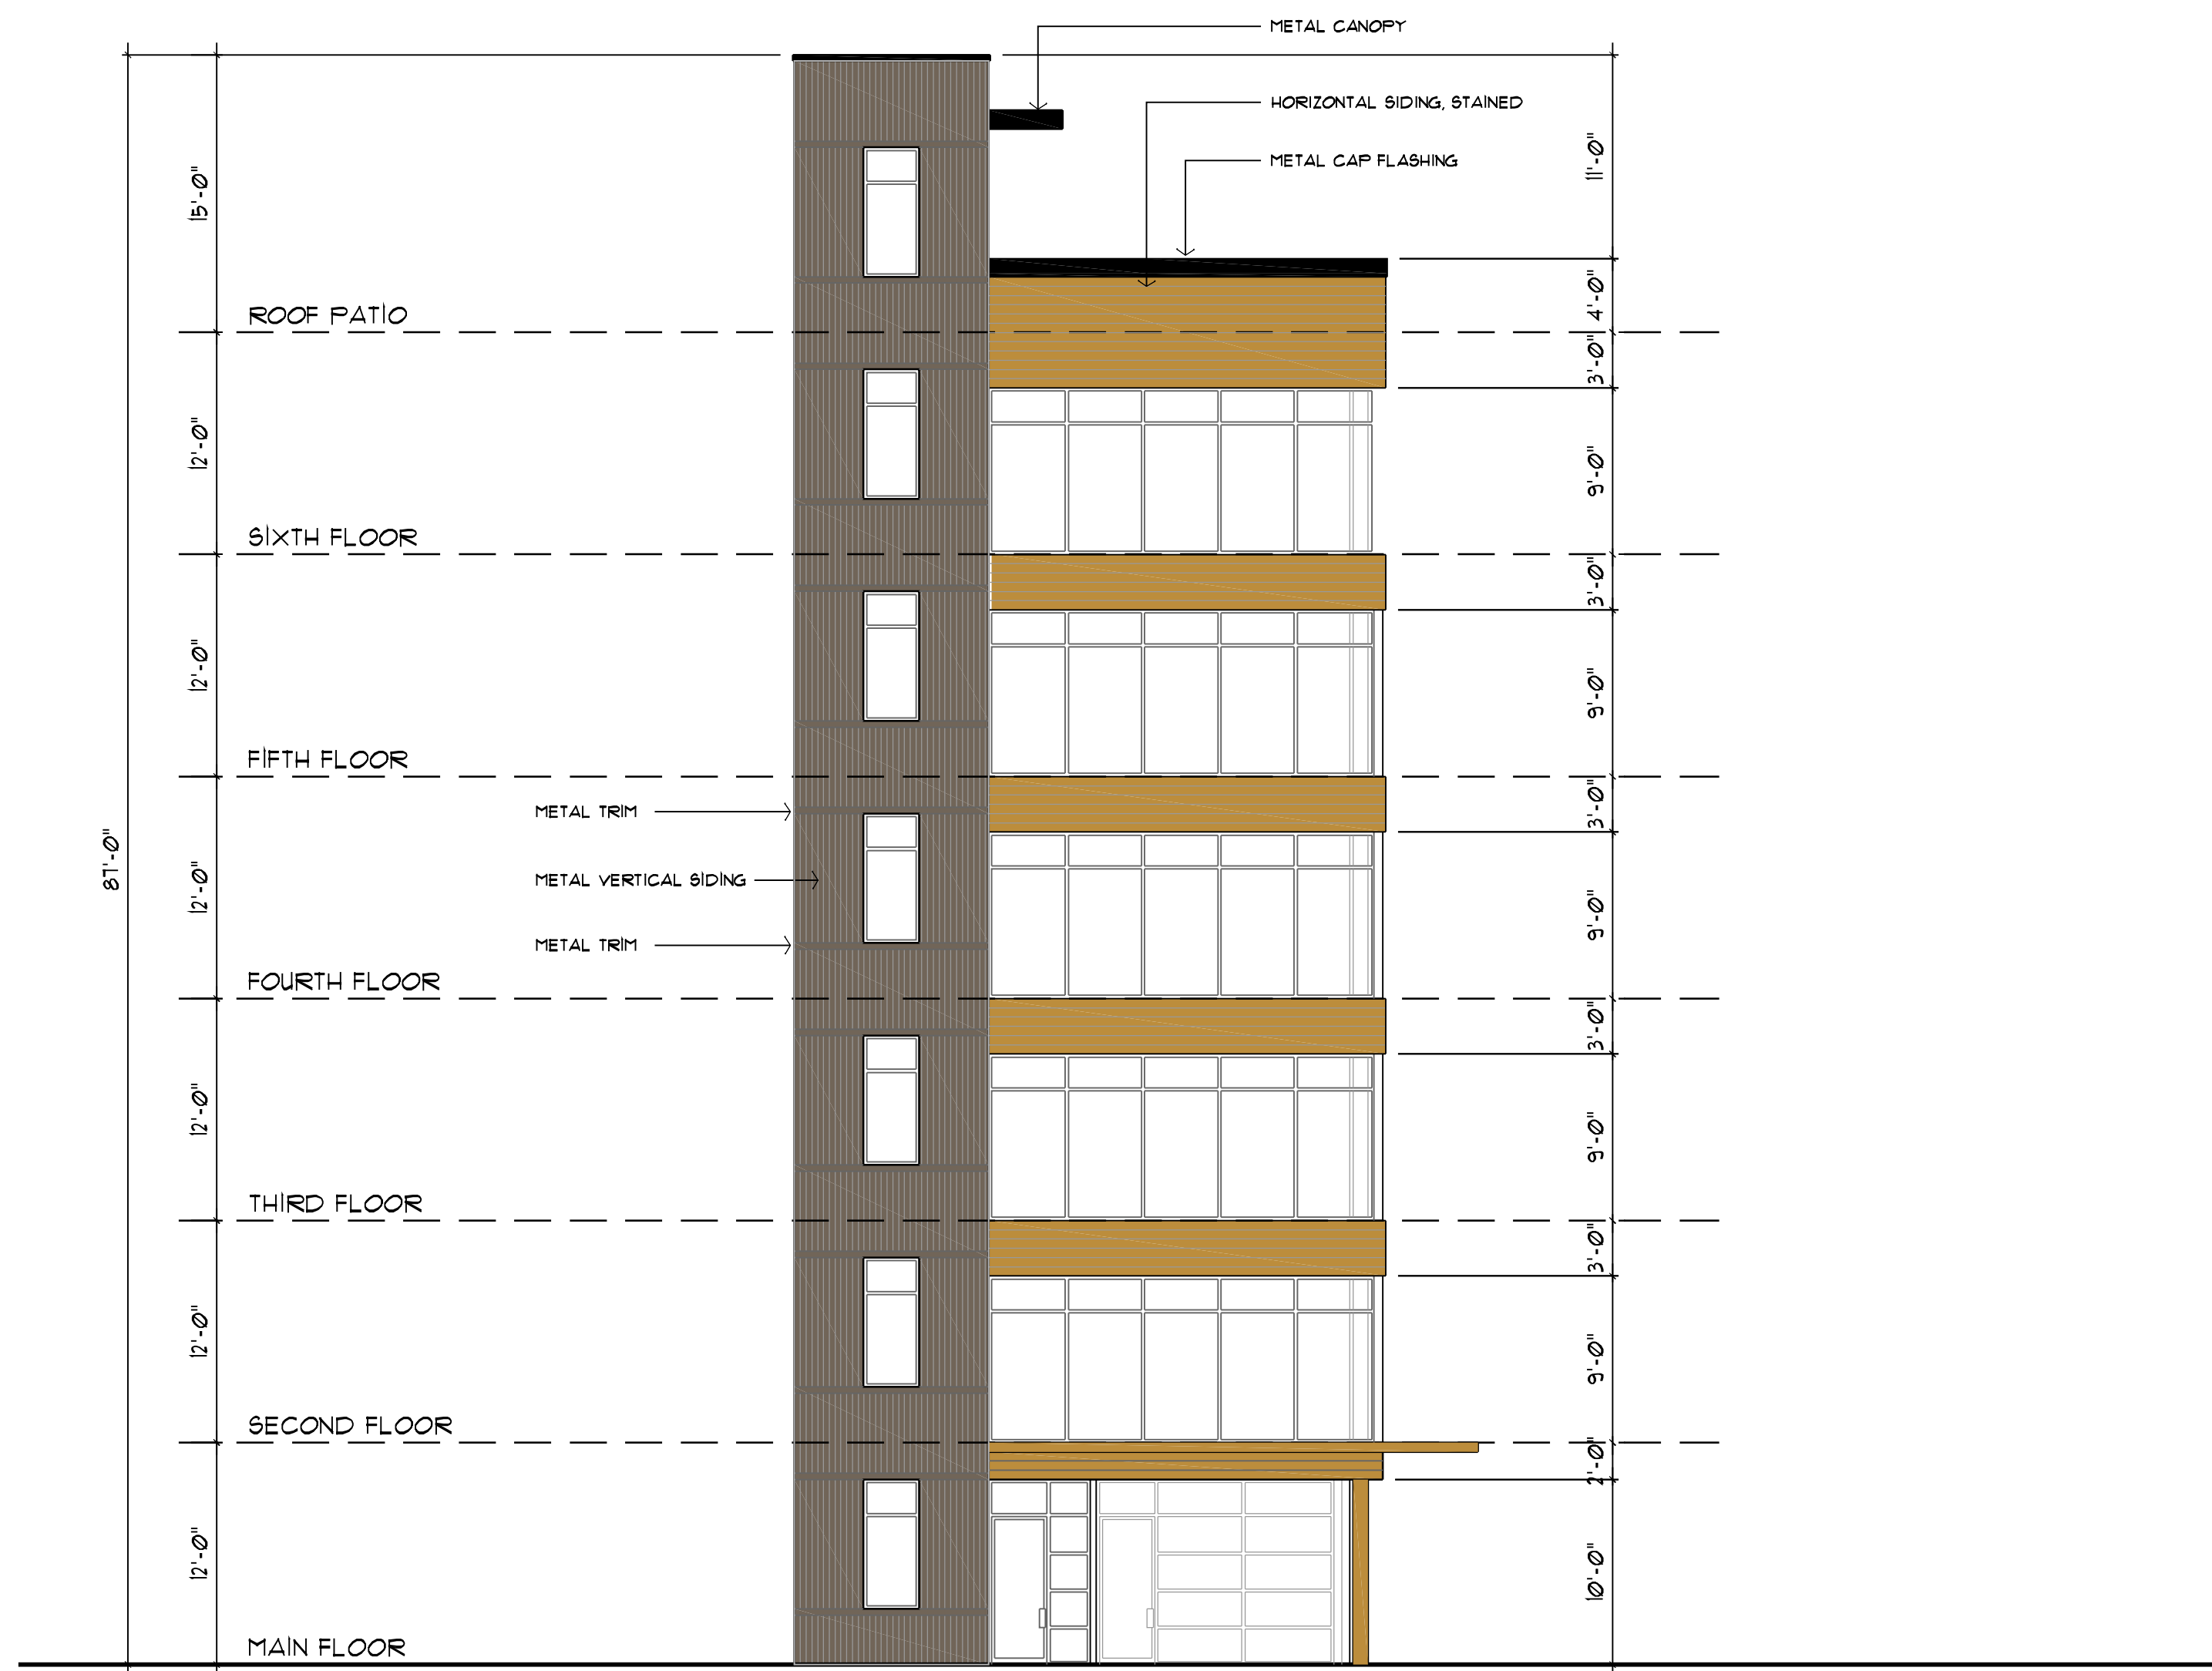 METAL CANOPY
HORIZONTAL SIDING, STAINED
METAL CAP FLASHING
11'-0"
15'-0"
4'-0"
ROOF PATIO
3'-0"
12'-0"
9'-0"
SIXTH FLOOR
3'-0"
12'-0"
9'-0"
FIFTH FLOOR
3'-0"
METAL TRIM
87'-0"
12'-0"
METAL VERTICAL SIDING
9'-0"
METAL TRIM
FOURTH FLOOR
3'-0"
12'-0"
9'-0"
THIRD FLOOR
3'-0"
12'-0"
9'-0"
SECOND FLOOR
2'-0"
12'-0"
10'-0"
MAIN FLOOR